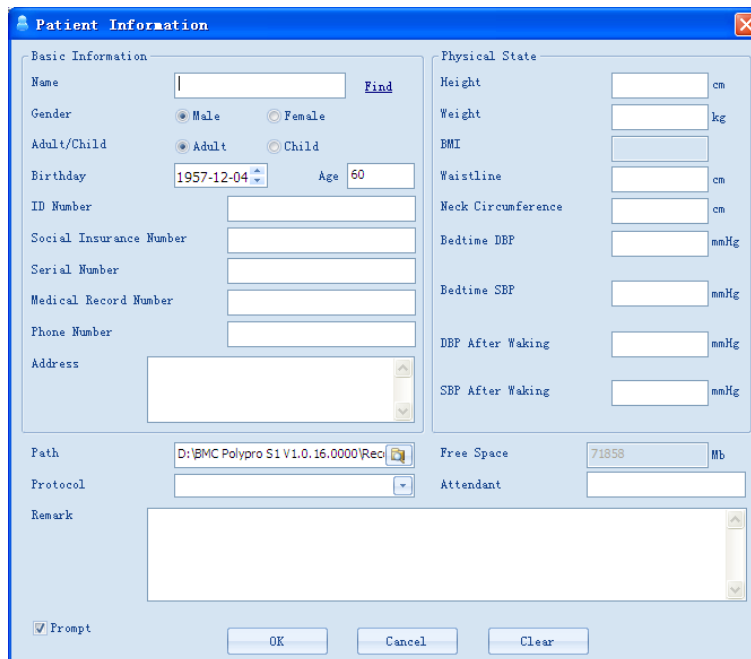 Patient Information
Basic Information
Name Find
Gender Male Female
Adult/Child Adult Child
Birthday 1957-12-04 Age 60
ID Number
Social Insurance Number
Serial Number
Medical Record Number
Phone Number
Address
Physical State
Height cm
Weight kg
BMI
Waistline cm
Neck Circumference cm
Bedtime DBP mmHg
Bedtime SBP mmHg
DBP After Waking mmHg
SBP After Waking mmHg
Path D:\BMC Polypro S1 V1.0.16.0000\Rec Free Space 71858 Mb
Protocol Attendant
Remark
Prompt OK Cancel Clear